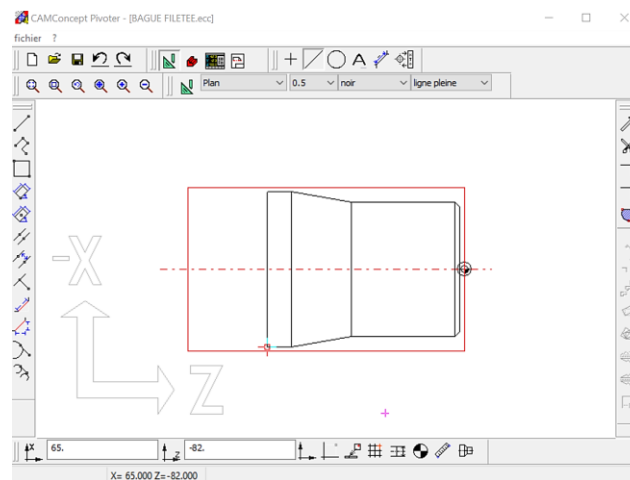 CAMConcept Pivoter - [BAGUE FILETEE.ecc]
fichier ?
Plan 0.5 noir ligne pleine
-X
Z
X 65. Z -82.
X= 65.000 Z=-82.000